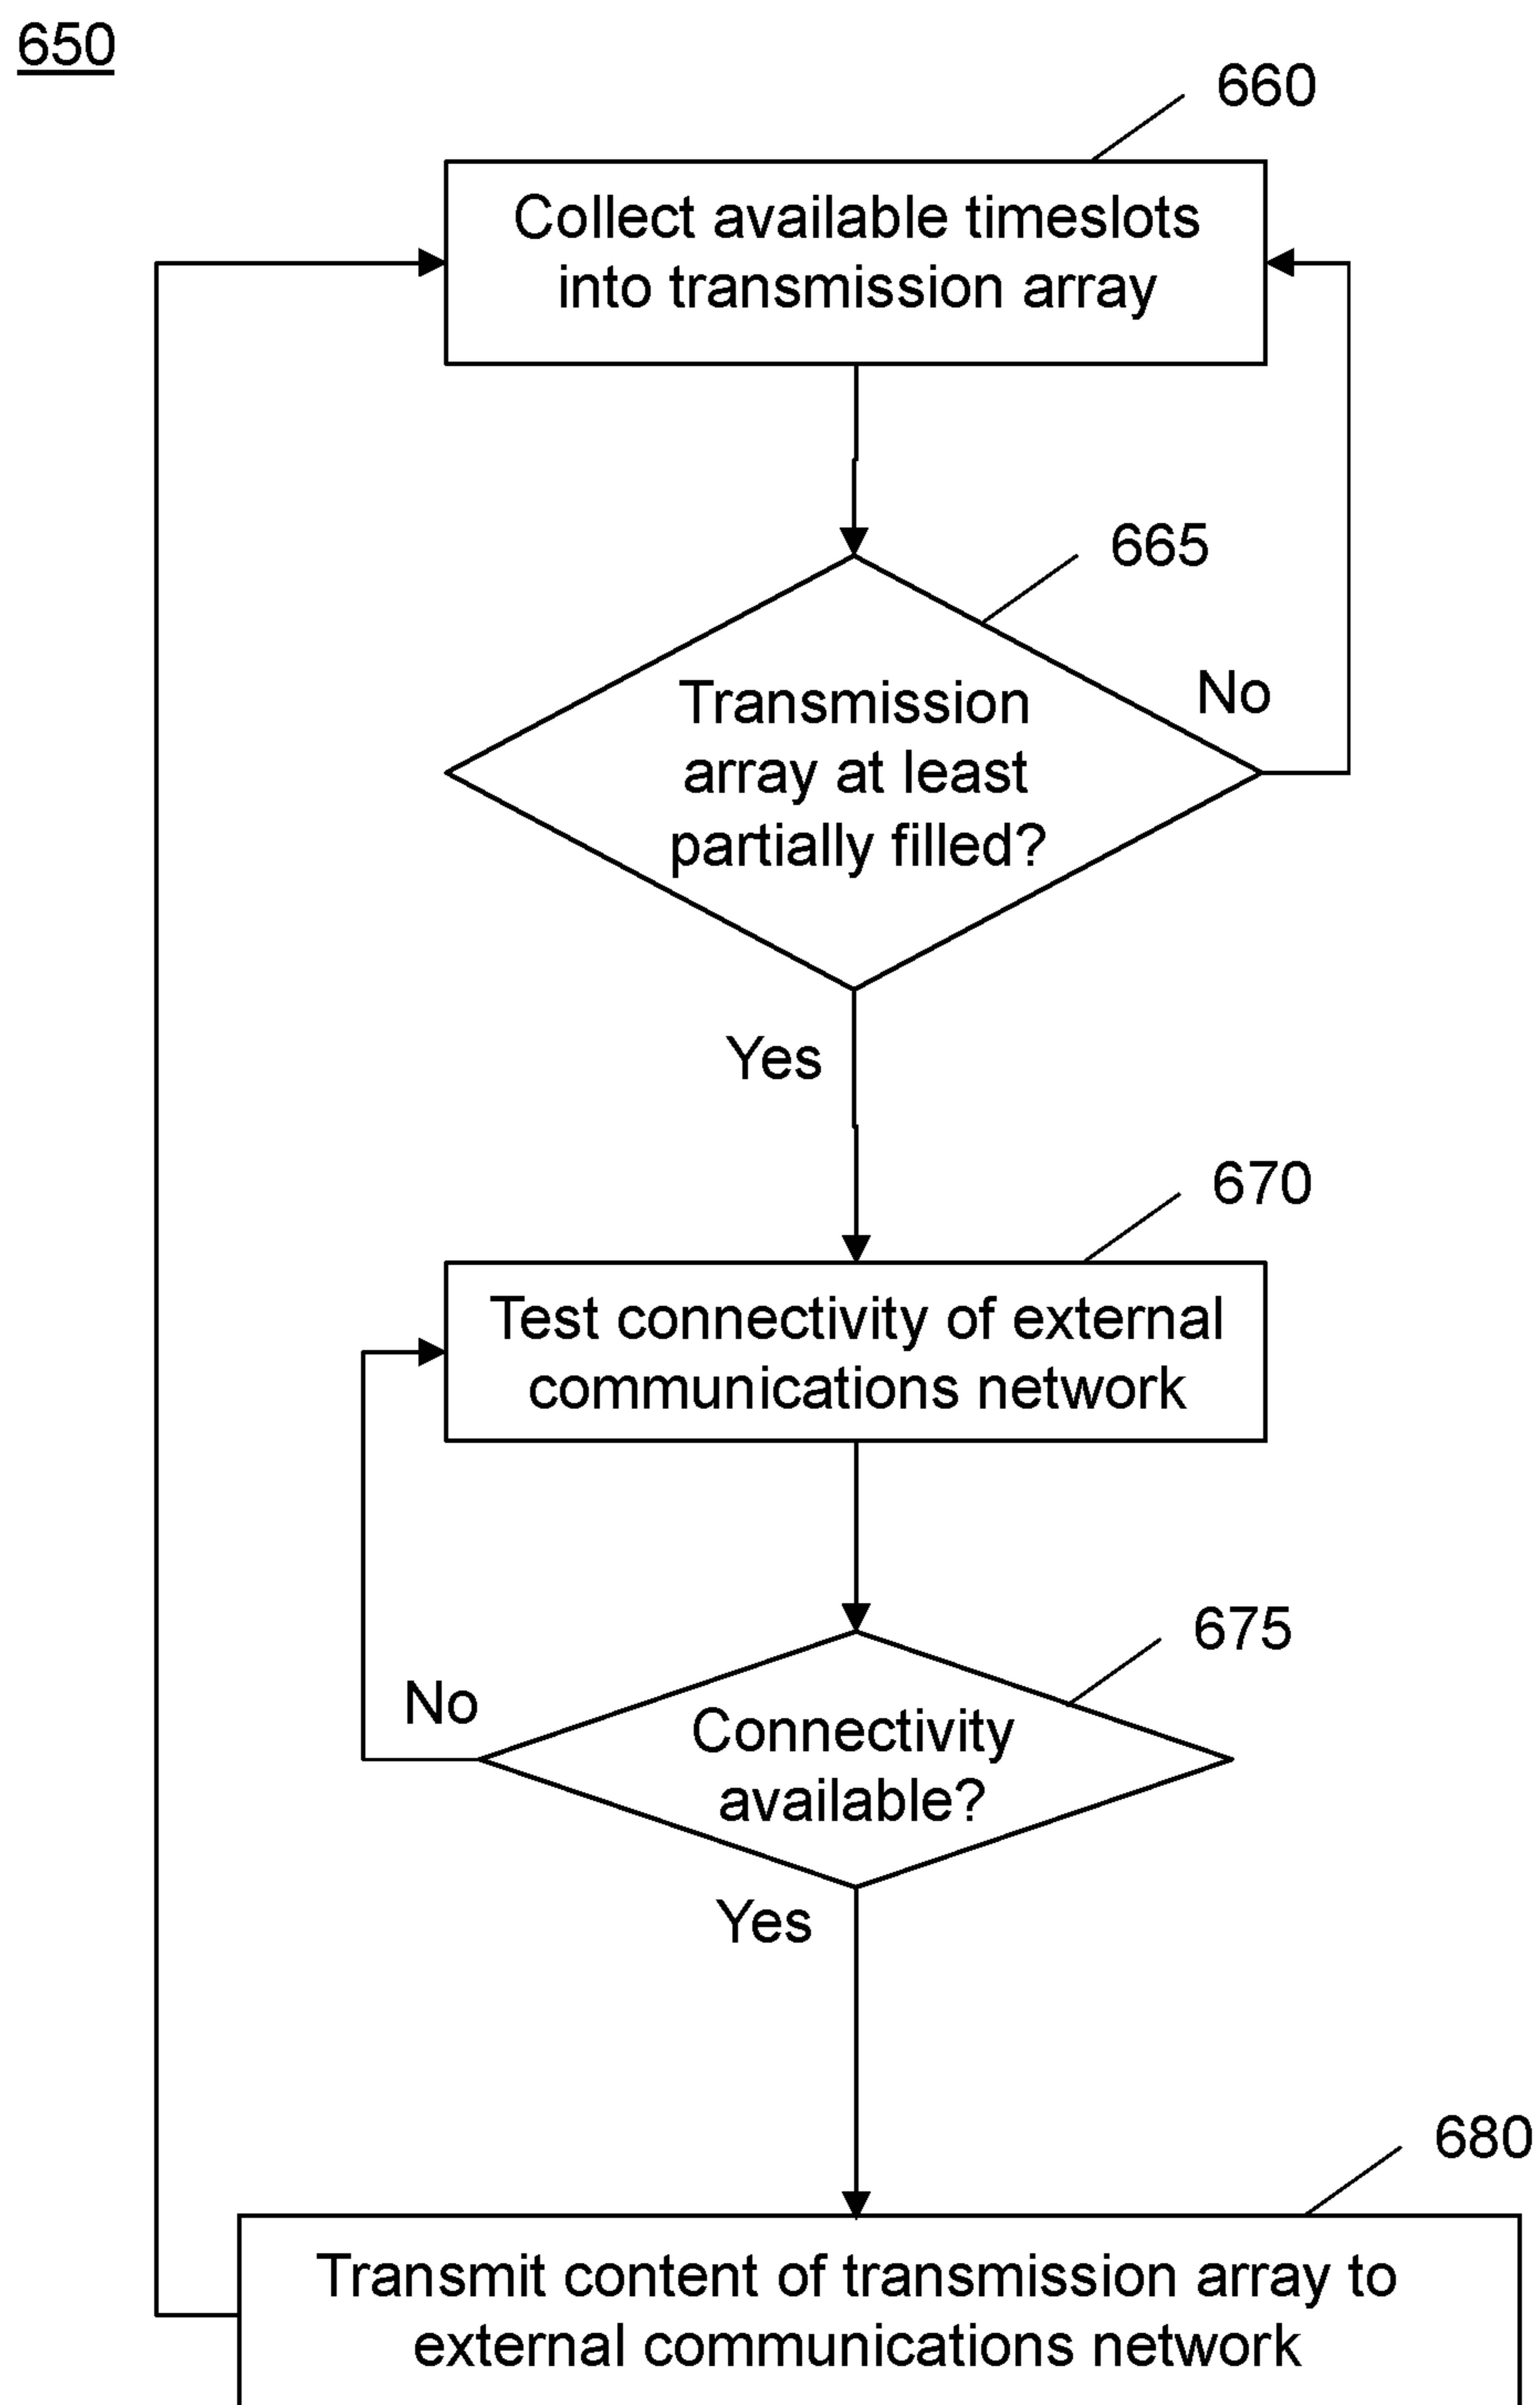 650
660
Collect available timeslots
into transmission array
665
Transmission
array at least
partially filled?
No
Yes
670
Test connectivity of external
communications network
675
No
Connectivity
available?
Yes
680
Transmit content of transmission array to
external communications network